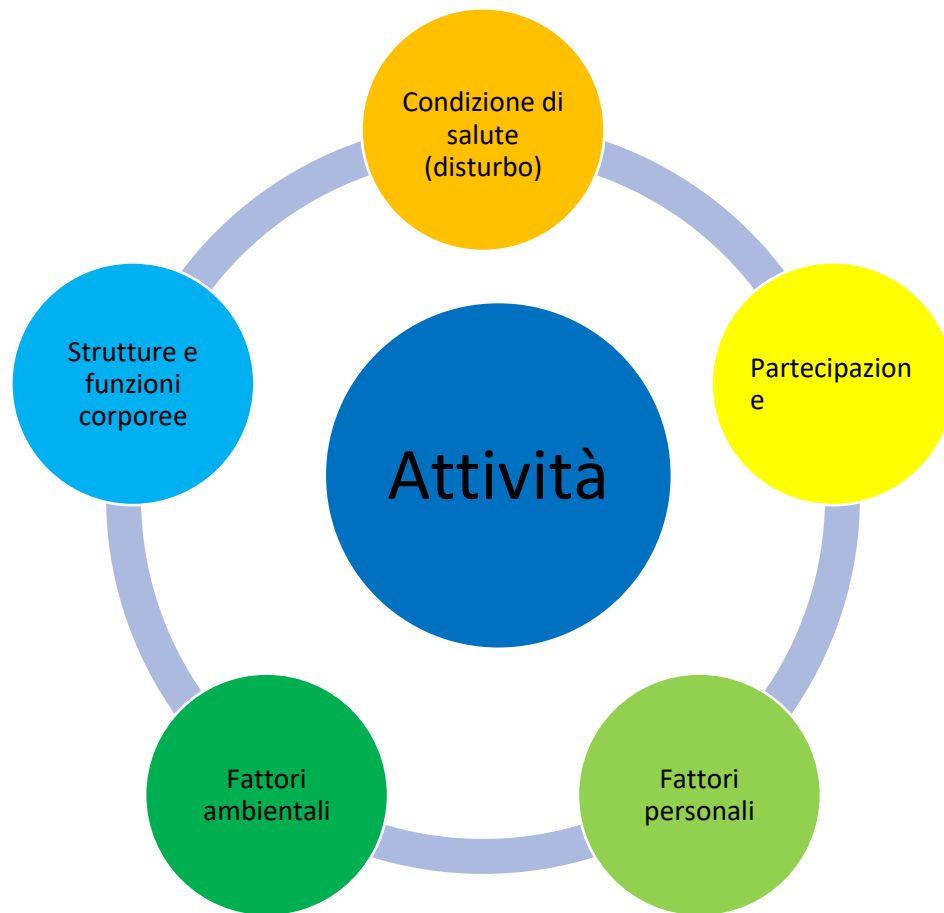 Condizione di
salute
(disturbo)
Strutture e
funzioni
corporee
Partecipazion
e
Attività
Fattori
ambientali
Fattori
personali